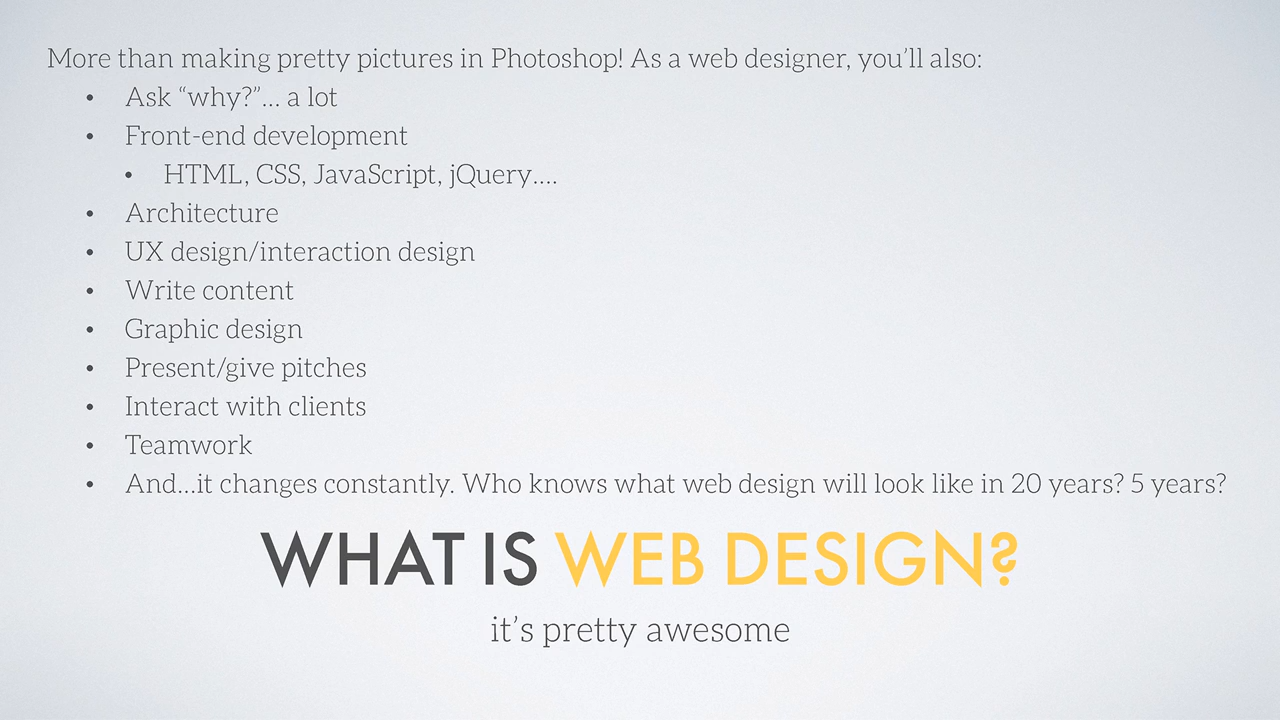 More than making pretty pictures in Photoshop! As a web designer, you’ll also:
• Ask “why?”… a lot
• Front-end development
• HTML, CSS, JavaScript, jQuery….
• Architecture
• UX design/interaction design
• Write content
• Graphic design
• Present/give pitches
• Interact with clients
• Teamwork
• And…it changes constantly. Who knows what web design will look like in 20 years? 5 years?
WHAT IS WEB DESIGN?
it’s pretty awesome